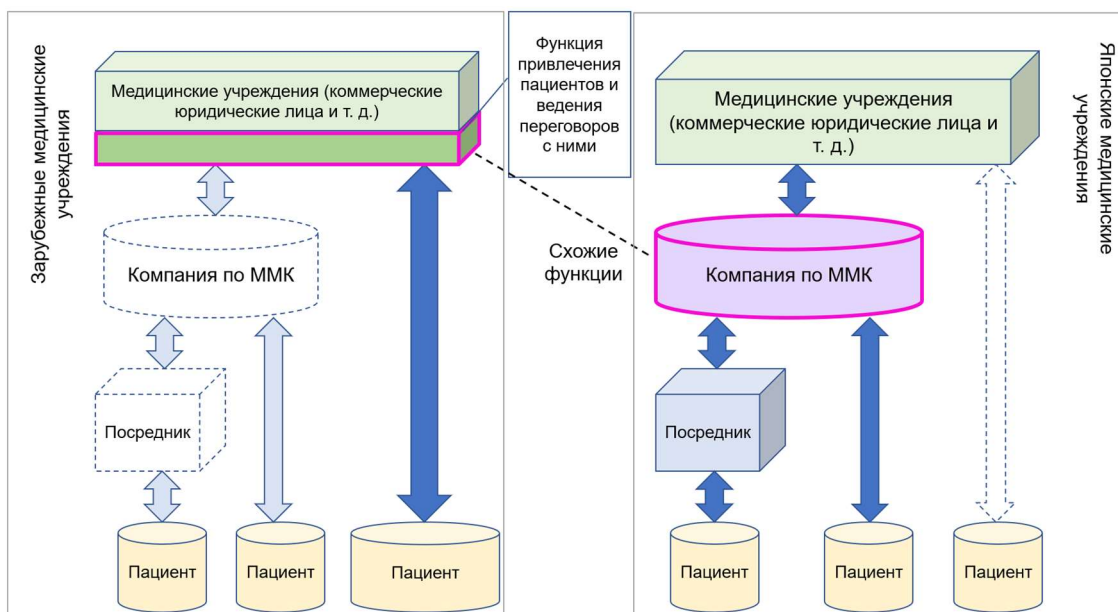 Зарубежные медицинские
учреждения
Медицинские учреждения (коммерческие
юридические лица и т. д.)
Компания по ММК
Посредник
Пациент
Пациент
Пациент
Функция
привлечения
пациентов и
ведения
переговоров
с ними
Схожие
функции
Медицинские учреждения
(коммерческие юридические лица и
т. д.)
Компания по ММК
Посредник
Пациент
Пациент
Пациент
Японские медицинские
учреждения